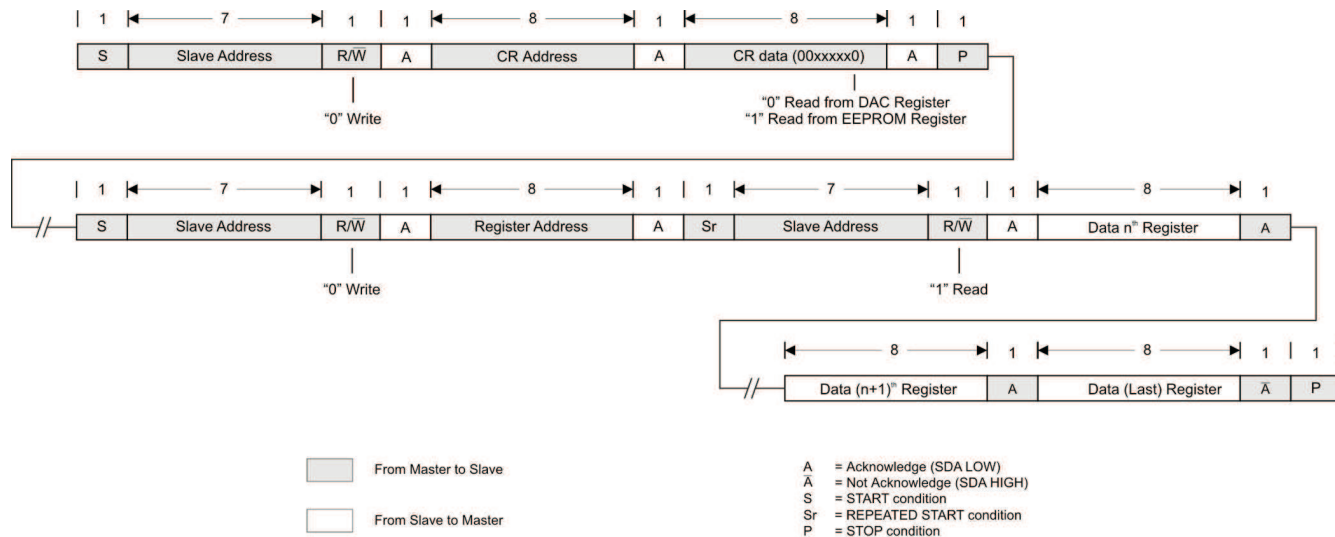 1 7 1 1 8 1 8 1 1
S Slave Address R/W̅ A CR Address A CR data (00xxxxx0) A P
"0" Write
"0" Read from DAC Register
"1" Read from EEPROM Register
1 7 1 1 8 1 1 7 1 1 8 1
S Slave Address R/W̅ A Register Address A Sr Slave Address R/W̅ A Data nᵗʰ Register A
"0" Write "1" Read
8 1 8 1 1
Data (n+1)ᵗʰ Register A Data (Last) Register A̅ P
From Master to Slave
From Slave to Master
A = Acknowledge (SDA LOW)
A̅ = Not Acknowledge (SDA HIGH)
S = START condition
Sr = REPEATED START condition
P = STOP condition